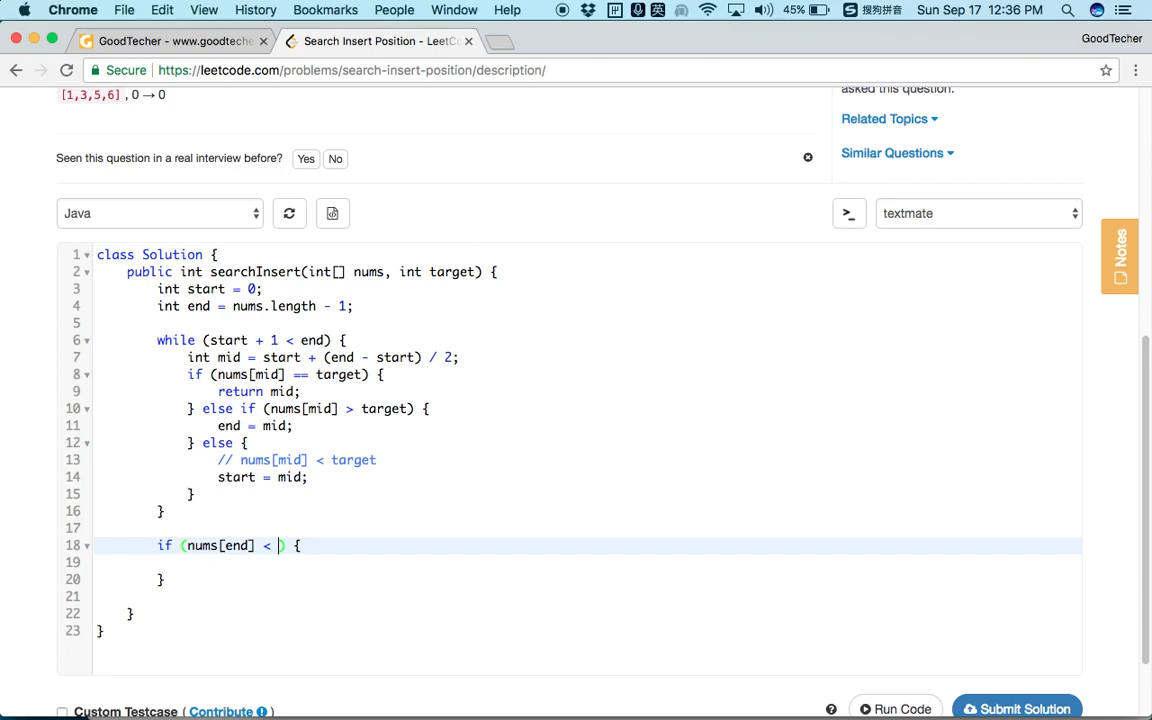 Chrome File Edit View History Bookmarks People Window Help 英 45% 搜狗拼音 Sun Sep 17 12:36 PM
GoodTecher - www.goodteche Search Insert Position - LeetC GoodTecher
Secure https://leetcode.com/problems/search-insert-position/description/
asked this question.
[1,3,5,6] , 0 → 0
Related Topics
Seen this question in a real interview before? Yes No
Similar Questions
Java textmate
Notes
1 class Solution {
2 public int searchInsert(int[] nums, int target) {
3 int start = 0;
4 int end = nums.length - 1;
5
6 while (start + 1 < end) {
7 int mid = start + (end - start) / 2;
8 if (nums[mid] == target) {
9 return mid;
10 } else if (nums[mid] > target) {
11 end = mid;
12 } else {
13 // nums[mid] < target
14 start = mid;
15 }
16 }
17
18 if (nums[end] < ) {
19
20 }
21
22 }
23 }
Custom Testcase ( Contribute ) ? Run Code Submit Solution